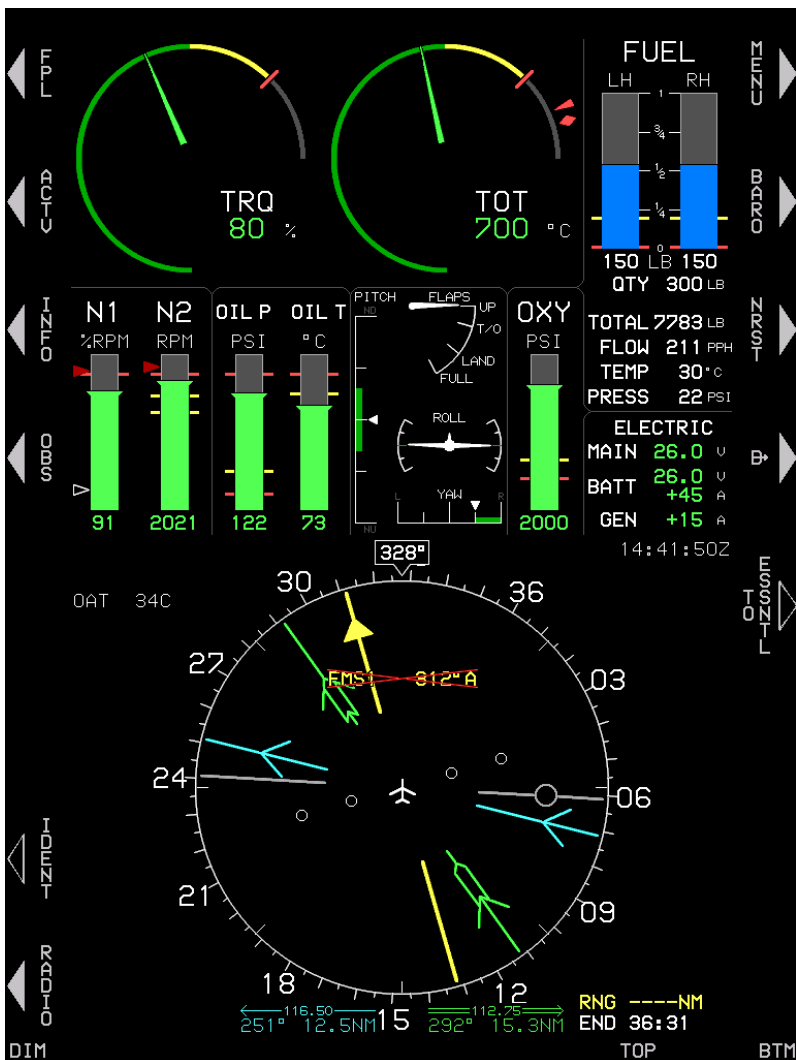 FPL
ACTV
INFO
OBS
IDENT
RADIO
MENU
BARO
NRST
D
ESSNTL
TO
TRQ
80 %
TOT
700 °C
FUEL
LH RH
1
3/4
1/2
1/4
0
150 LB 150
QTY 300 LB
TOTAL 7783 LB
FLOW 211 PPH
TEMP 30°C
PRESS 22 PSI
N1 N2
%RPM RPM
91 2021
OIL P OIL T
PSI °C
122 73
PITCH
ND
NU
FLAPS
UP
T/O
LAND
FULL
ROLL
YAW
L R
OXY
PSI
2000
ELECTRIC
MAIN 26.0 V
BATT 26.0 V
+45 A
GEN +15 A
14:41:50Z
OAT 34C
328°
30
36
27
03
FMS1 312°A
24
06
21
09
18
12
15
116.50
251° 12.5NM
112.75
292° 15.3NM
RNG ----NM
END 36:31
DIM TOP BTM